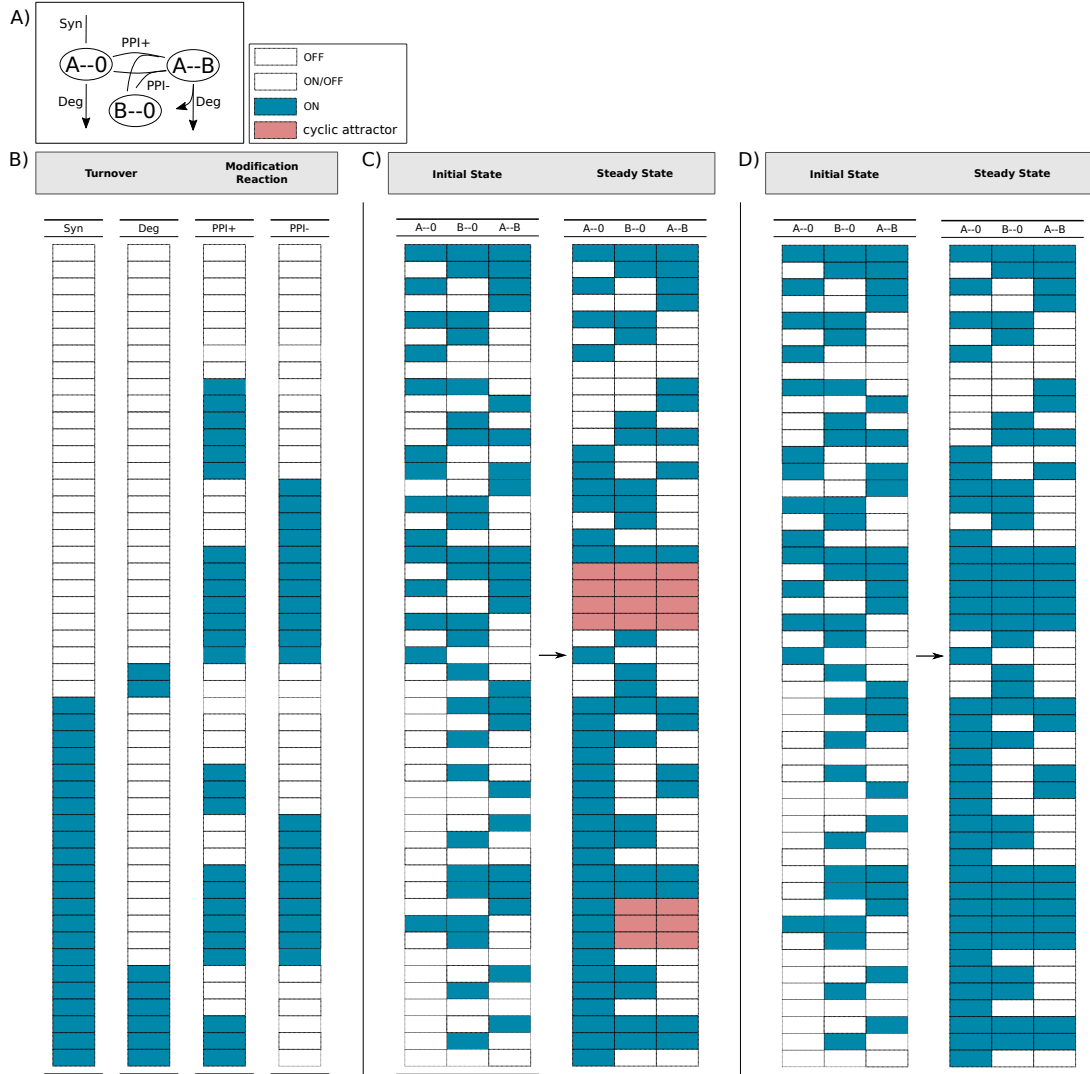 A)
Syn
PPI+
A--0
A--B
PPI-
Deg
B--0
Deg
OFF
ON/OFF
ON
cyclic attractor
B)
Turnover
Modification
Reaction
Syn
Deg
PPI+
PPI-
C)
Initial State
Steady State
A--0
B--0
A--B
A--0
B--0
A--B
D)
Initial State
Steady State
A--0
B--0
A--B
A--0
B--0
A--B